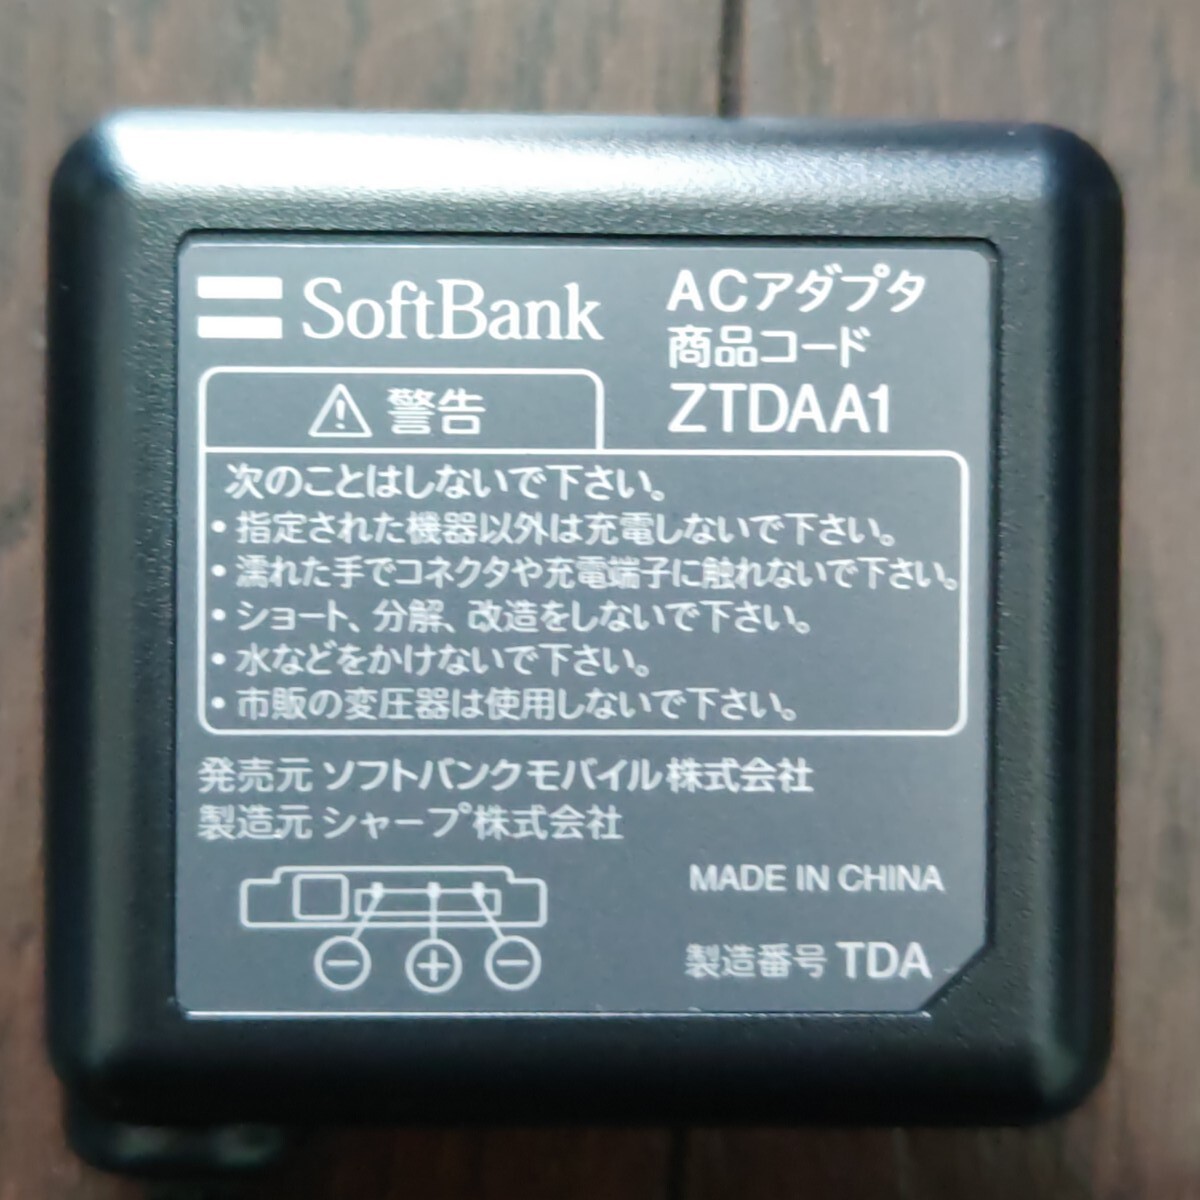 SoftBank
ACアダプタ
商品コード
ZTDAA1
警告
次のことはしないで下さい。
・指定された機器以外は充電しないで下さい。
・濡れた手でコネクタや充電端子に触れないで下さい。
・ショート、分解、改造をしないで下さい。
・水などをかけないで下さい。
・市販の変圧器は使用しないで下さい。
発売元 ソフトバンクモバイル株式会社
製造元 シャープ株式会社
MADE IN CHINA
製造番号 TDA